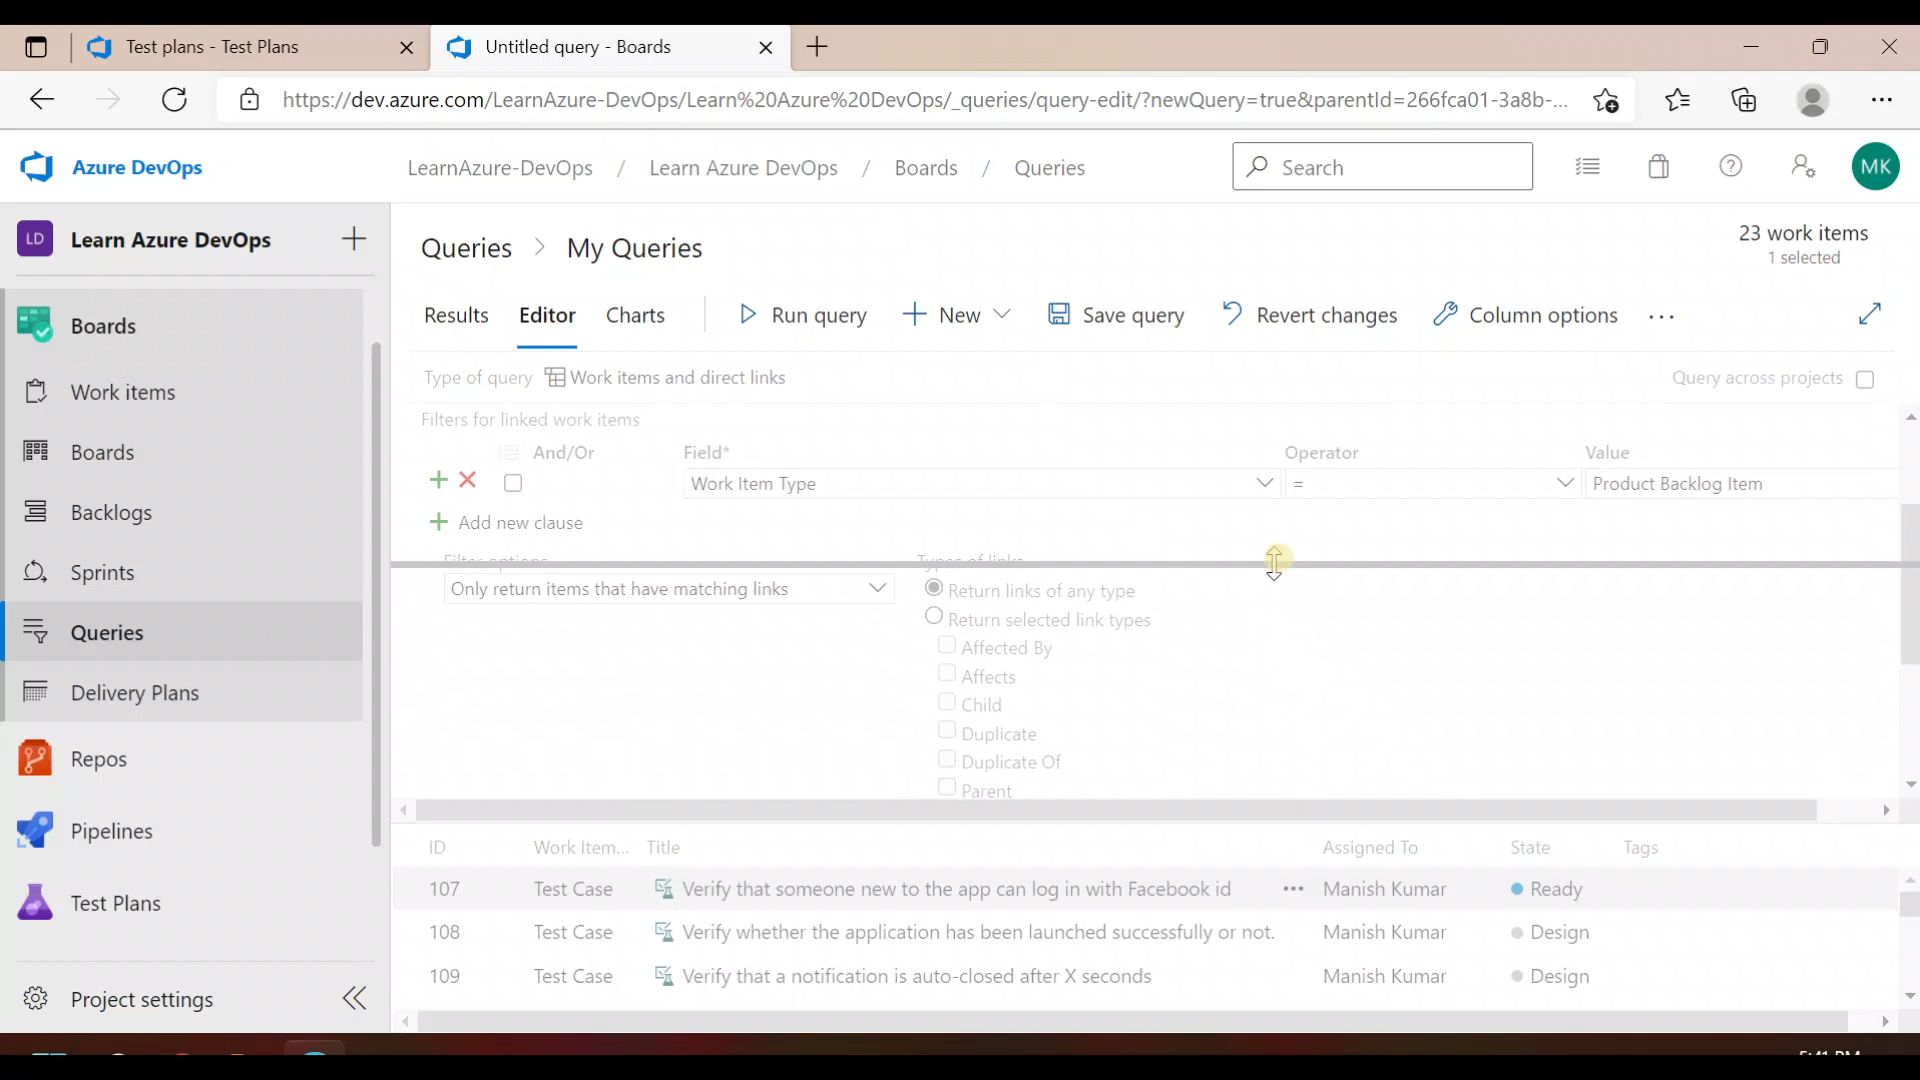 Test plans - Test Plans
Untitled query - Boards
https://dev.azure.com/LearnAzure-DevOps/Learn%20Azure%20DevOps/_queries/query-edit/?newQuery=true&parentId=266fca01-3a8b-...
Azure DevOps
LearnAzure-DevOps / Learn Azure DevOps / Boards / Queries
Search
MK
LD Learn Azure DevOps
Queries > My Queries
23 work items
1 selected
Boards
Work items
Boards
Backlogs
Sprints
Queries
Delivery Plans
Repos
Pipelines
Test Plans
Project settings
Results Editor Charts Run query New Save query Revert changes Column options ...
Type of query Work items and direct links Query across projects
Filters for linked work items
And/Or Field* Operator Value
Work Item Type = Product Backlog Item
Add new clause
Filter options Types of links
Only return items that have matching links
Return links of any type
Return selected link types
Affected By
Affects
Child
Duplicate
Duplicate Of
Parent
ID Work Item... Title Assigned To State Tags
107 Test Case Verify that someone new to the app can log in with Facebook id ... Manish Kumar Ready
108 Test Case Verify whether the application has been launched successfully or not. Manish Kumar Design
109 Test Case Verify that a notification is auto-closed after X seconds Manish Kumar Design
5:41 PM